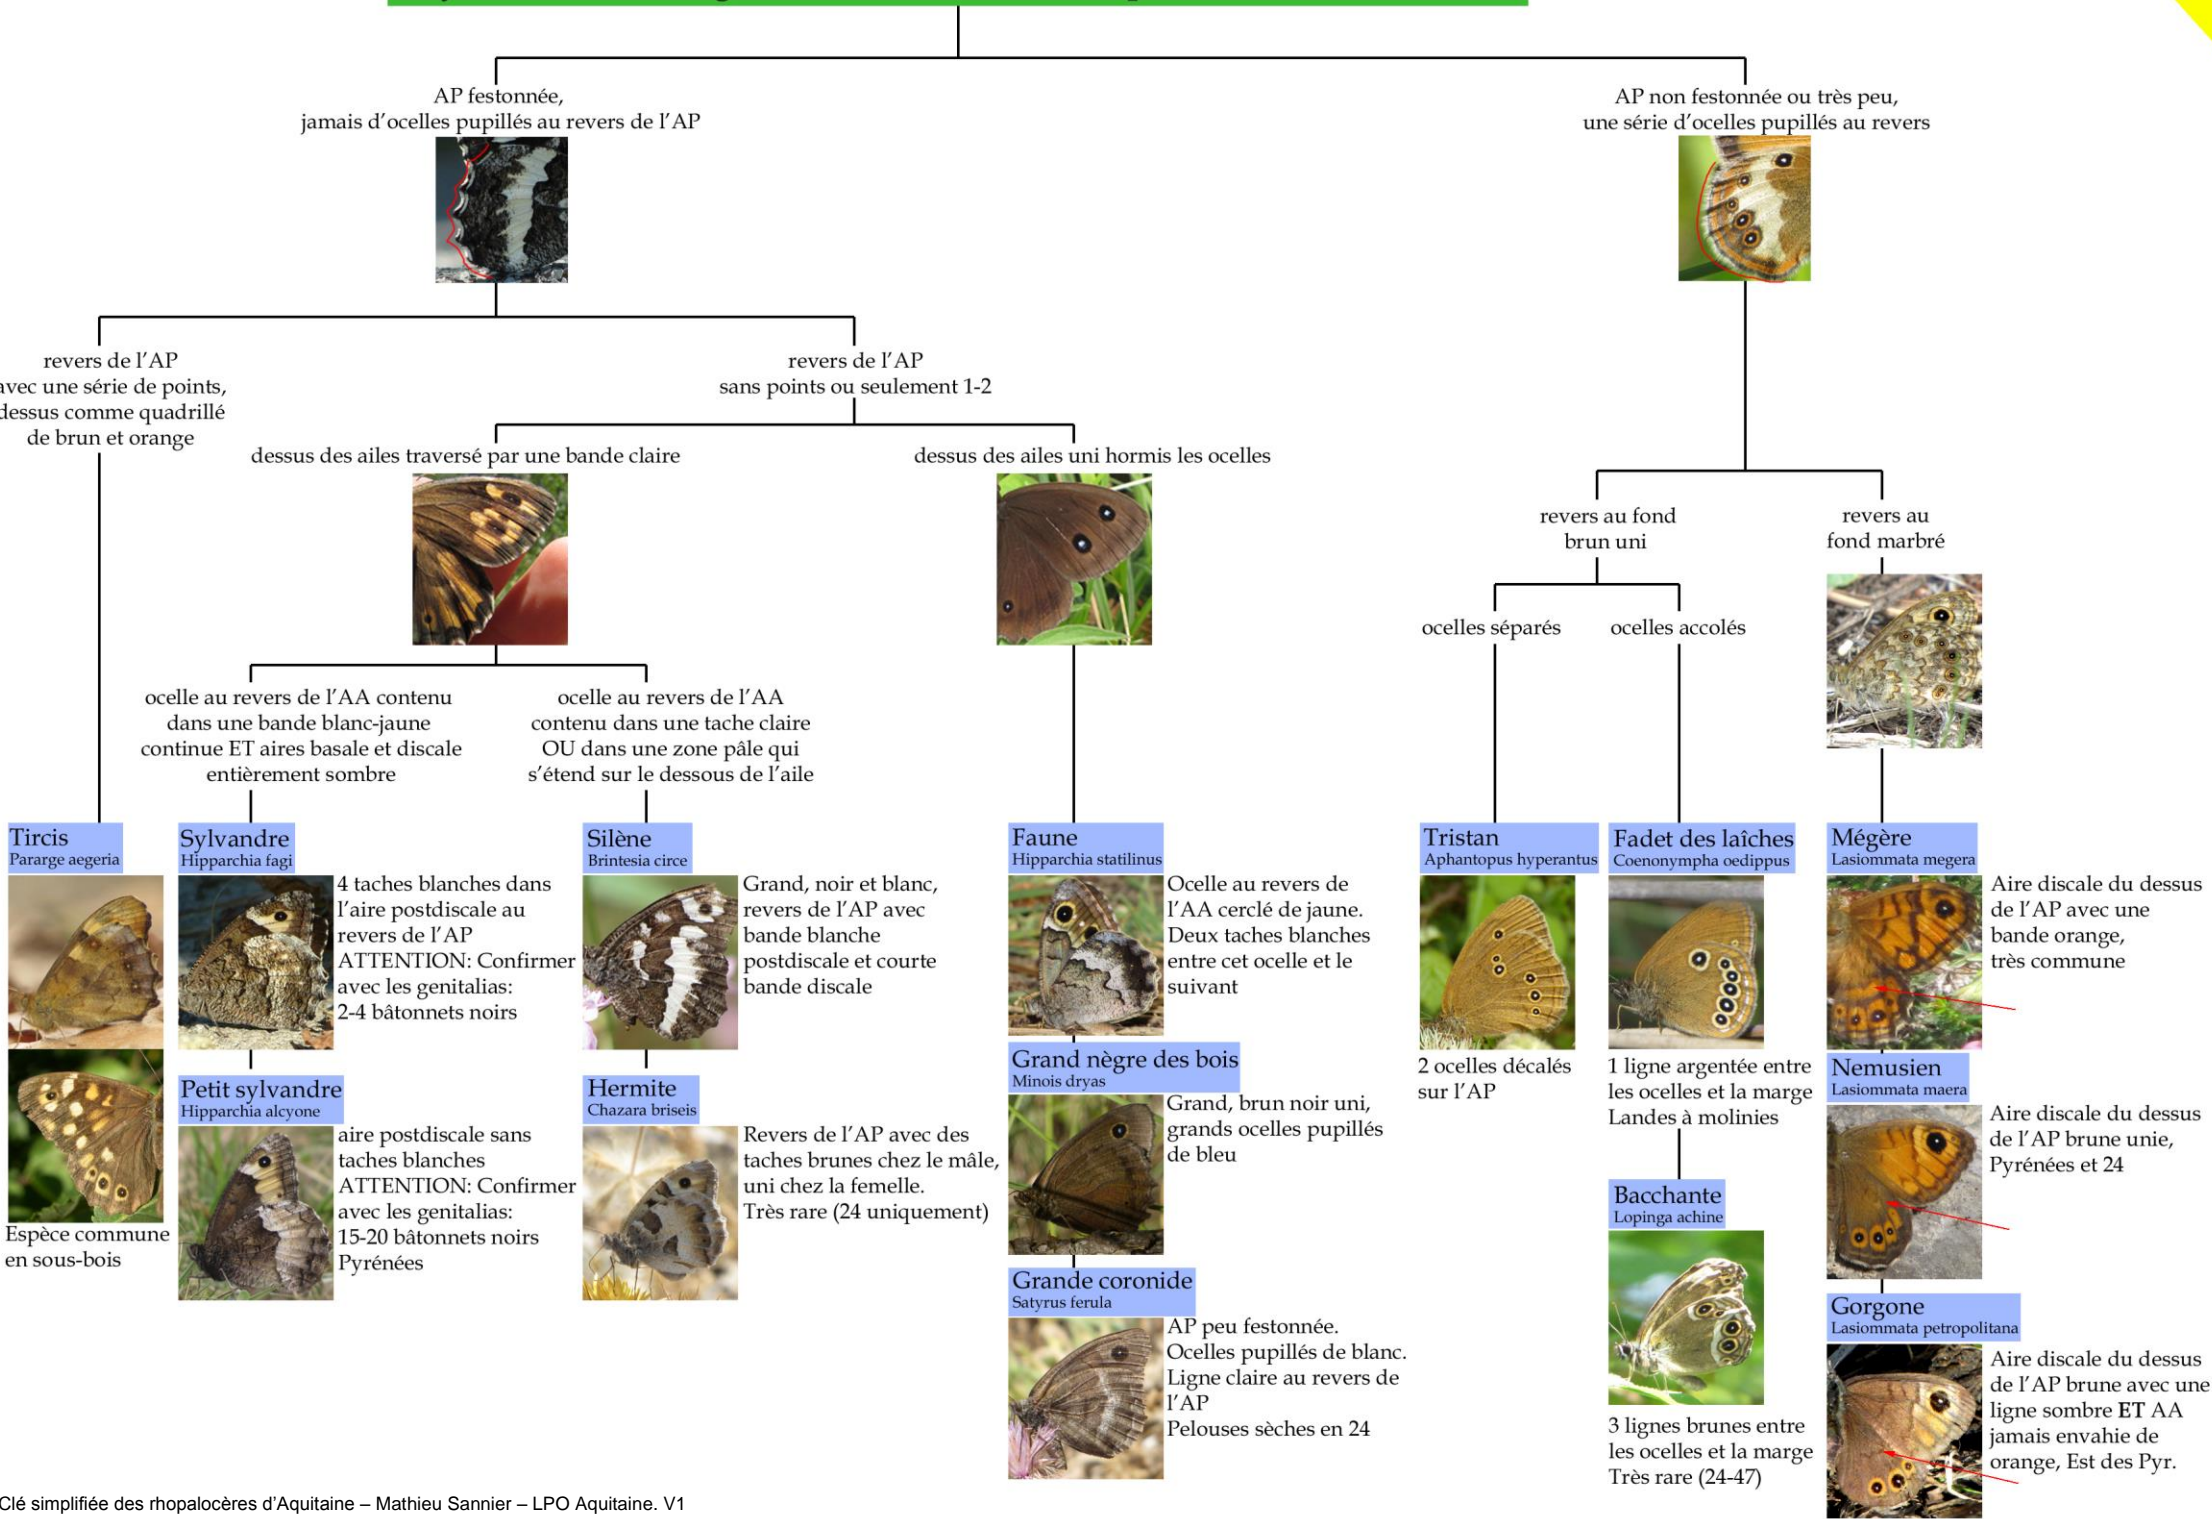 AP festonnée,
jamais d'ocelles pupillés au revers de l'AP
AP non festonnée ou très peu,
une série d'ocelles pupillés au revers
revers de l'AP
avec une série de points,
dessus comme quadrillé
de brun et orange
revers de l'AP
sans points ou seulement 1-2
dessus des ailes traversé par une bande claire
dessus des ailes uni hormis les ocelles
revers au fond
brun uni
revers au
fond marbré
ocelles séparés
ocelles accolés
ocelle au revers de l'AA contenu
dans une bande blanc-jaune
continue ET aires basale et discale
entièrement sombre
ocelle au revers de l'AA
contenu dans une tache claire
OU dans une zone pâle qui
s'étend sur le dessous de l'aile
Tircis
Pararge aegeria
Espèce commune
en sous-bois
Sylvandre
Hipparchia fagi
4 taches blanches dans
l'aire postdiscale au
revers de l'AP
ATTENTION: Confirmer
avec les genitalias:
2-4 bâtonnets noirs
Petit sylvandre
Hipparchia alcyone
aire postdiscale sans
taches blanches
ATTENTION: Confirmer
avec les genitalias:
15-20 bâtonnets noirs
Pyrénées
Silène
Brintesia circe
Grand, noir et blanc,
revers de l'AP avec
bande blanche
postdiscale et courte
bande discale
Hermite
Chazara briseis
Revers de l'AP avec des
taches brunes chez le mâle,
uni chez la femelle.
Très rare (24 uniquement)
Faune
Hipparchia statilinus
Ocelle au revers de
l'AA cerclé de jaune.
Deux taches blanches
entre cet ocelle et le
suivant
Grand nègre des bois
Minois dryas
Grand, brun noir uni,
grands ocelles pupillés
de bleu
Grande coronide
Satyrus ferula
AP peu festonnée.
Ocelles pupillés de blanc.
Ligne claire au revers de
l'AP
Pelouses sèches en 24
Tristan
Aphantopus hyperantus
2 ocelles décalés
sur l'AP
Fadet des laîches
Coenonympha oedippus
1 ligne argentée entre
les ocelles et la marge
Landes à molinies
Bacchante
Lopinga achine
3 lignes brunes entre
les ocelles et la marge
Très rare (24-47)
Mégère
Lasiommata megera
Aire discale du dessus
de l'AP avec une
bande orange,
très commune
Nemusien
Lasiommata maera
Aire discale du dessus
de l'AP brune unie,
Pyrénées et 24
Gorgone
Lasiommata petropolitana
Aire discale du dessus
de l'AP brune avec une
ligne sombre ET AA
jamais envahie de
orange, Est des Pyr.
Clé simplifiée des rhopalocères d'Aquitaine – Mathieu Sannier – LPO Aquitaine. V1